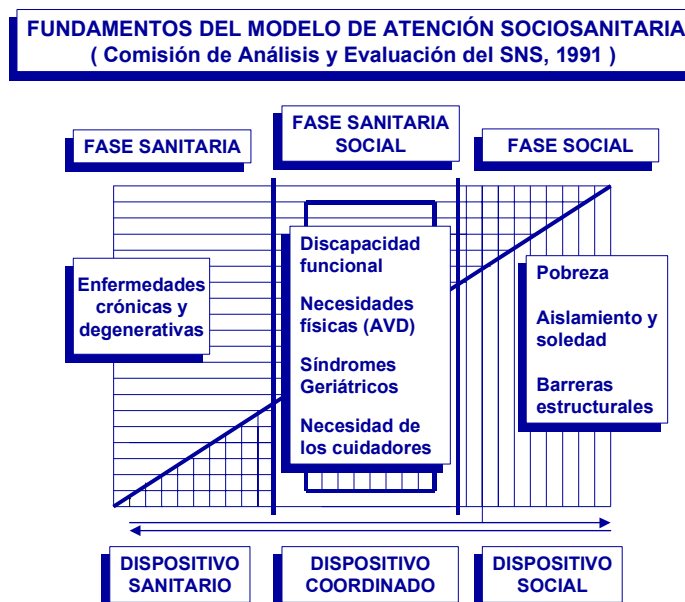 FUNDAMENTOS DEL MODELO DE ATENCIÓN SOCIOSANITARIA
( Comisión de Análisis y Evaluación del SNS, 1991 )
FASE SANITARIA
FASE SANITARIA
SOCIAL
FASE SOCIAL
Enfermedades
crónicas y
degenerativas
Discapacidad
funcional
Necesidades
físicas (AVD)
Síndromes
Geriátricos
Necesidad de
los cuidadores
Pobreza
Aislamiento y
soledad
Barreras
estructurales
DISPOSITIVO
SANITARIO
DISPOSITIVO
COORDINADO
DISPOSITIVO
SOCIAL